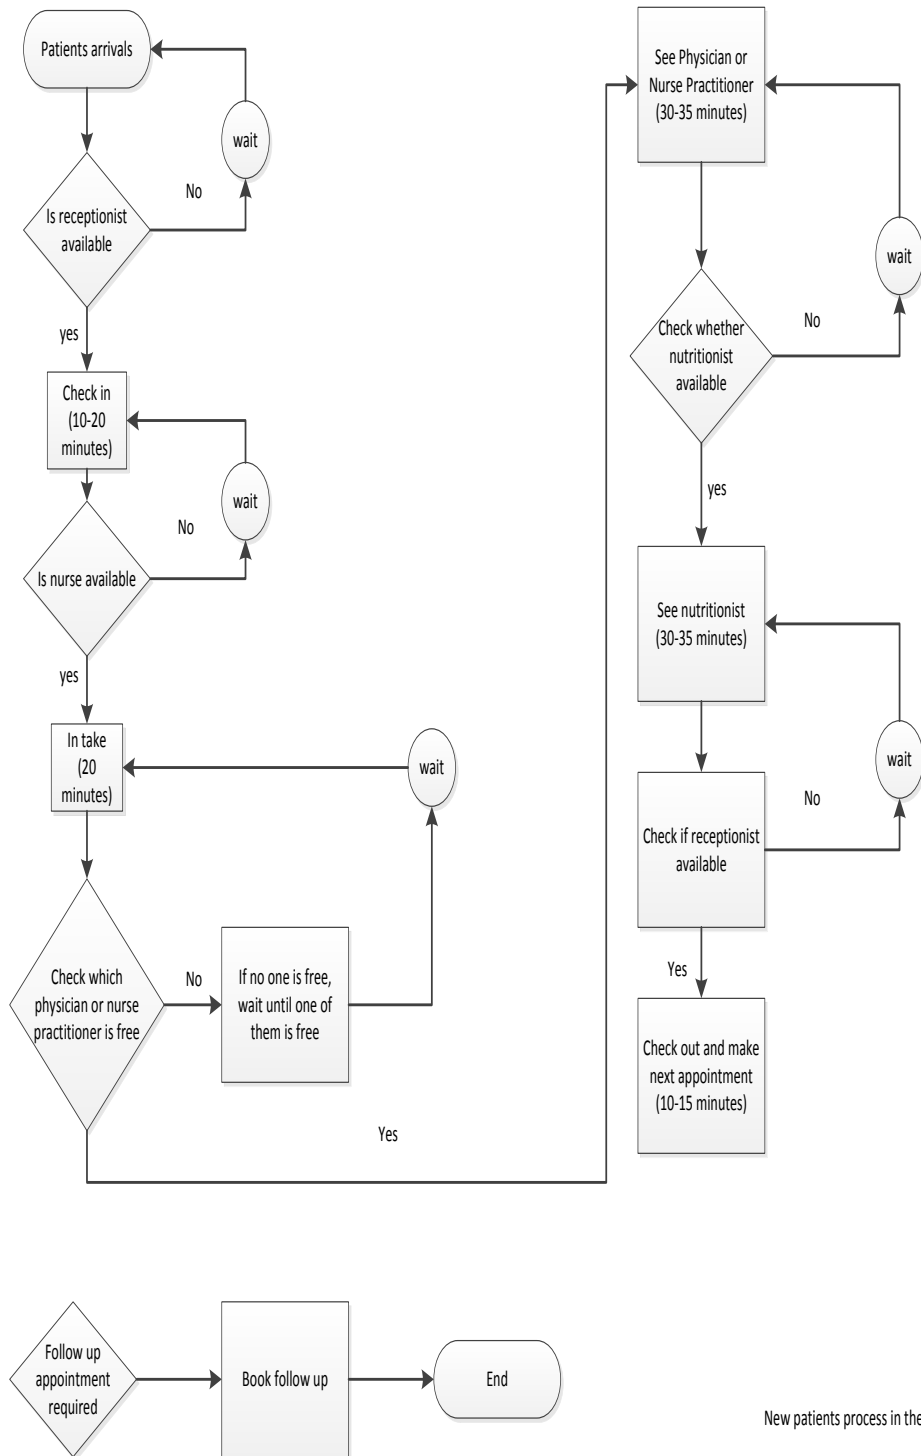 Patients arrivals
wait
Is receptionist
available
No
yes
Check in
(10-20
minutes)
wait
No
Is nurse available
yes
In take
(20
minutes)
wait
Check which
physician or nurse
practitioner is free
No
If no one is free,
wait until one of
them is free
Yes
See Physician or
Nurse Practitioner
(30-35 minutes)
wait
Check whether
nutritionist
available
No
yes
See nutritionist
(30-35 minutes)
wait
No
Check if receptionist
available
Yes
Check out and make
next appointment
(10-15 minutes)
Follow up
appointment
required
Book follow up
End
New patients process in the